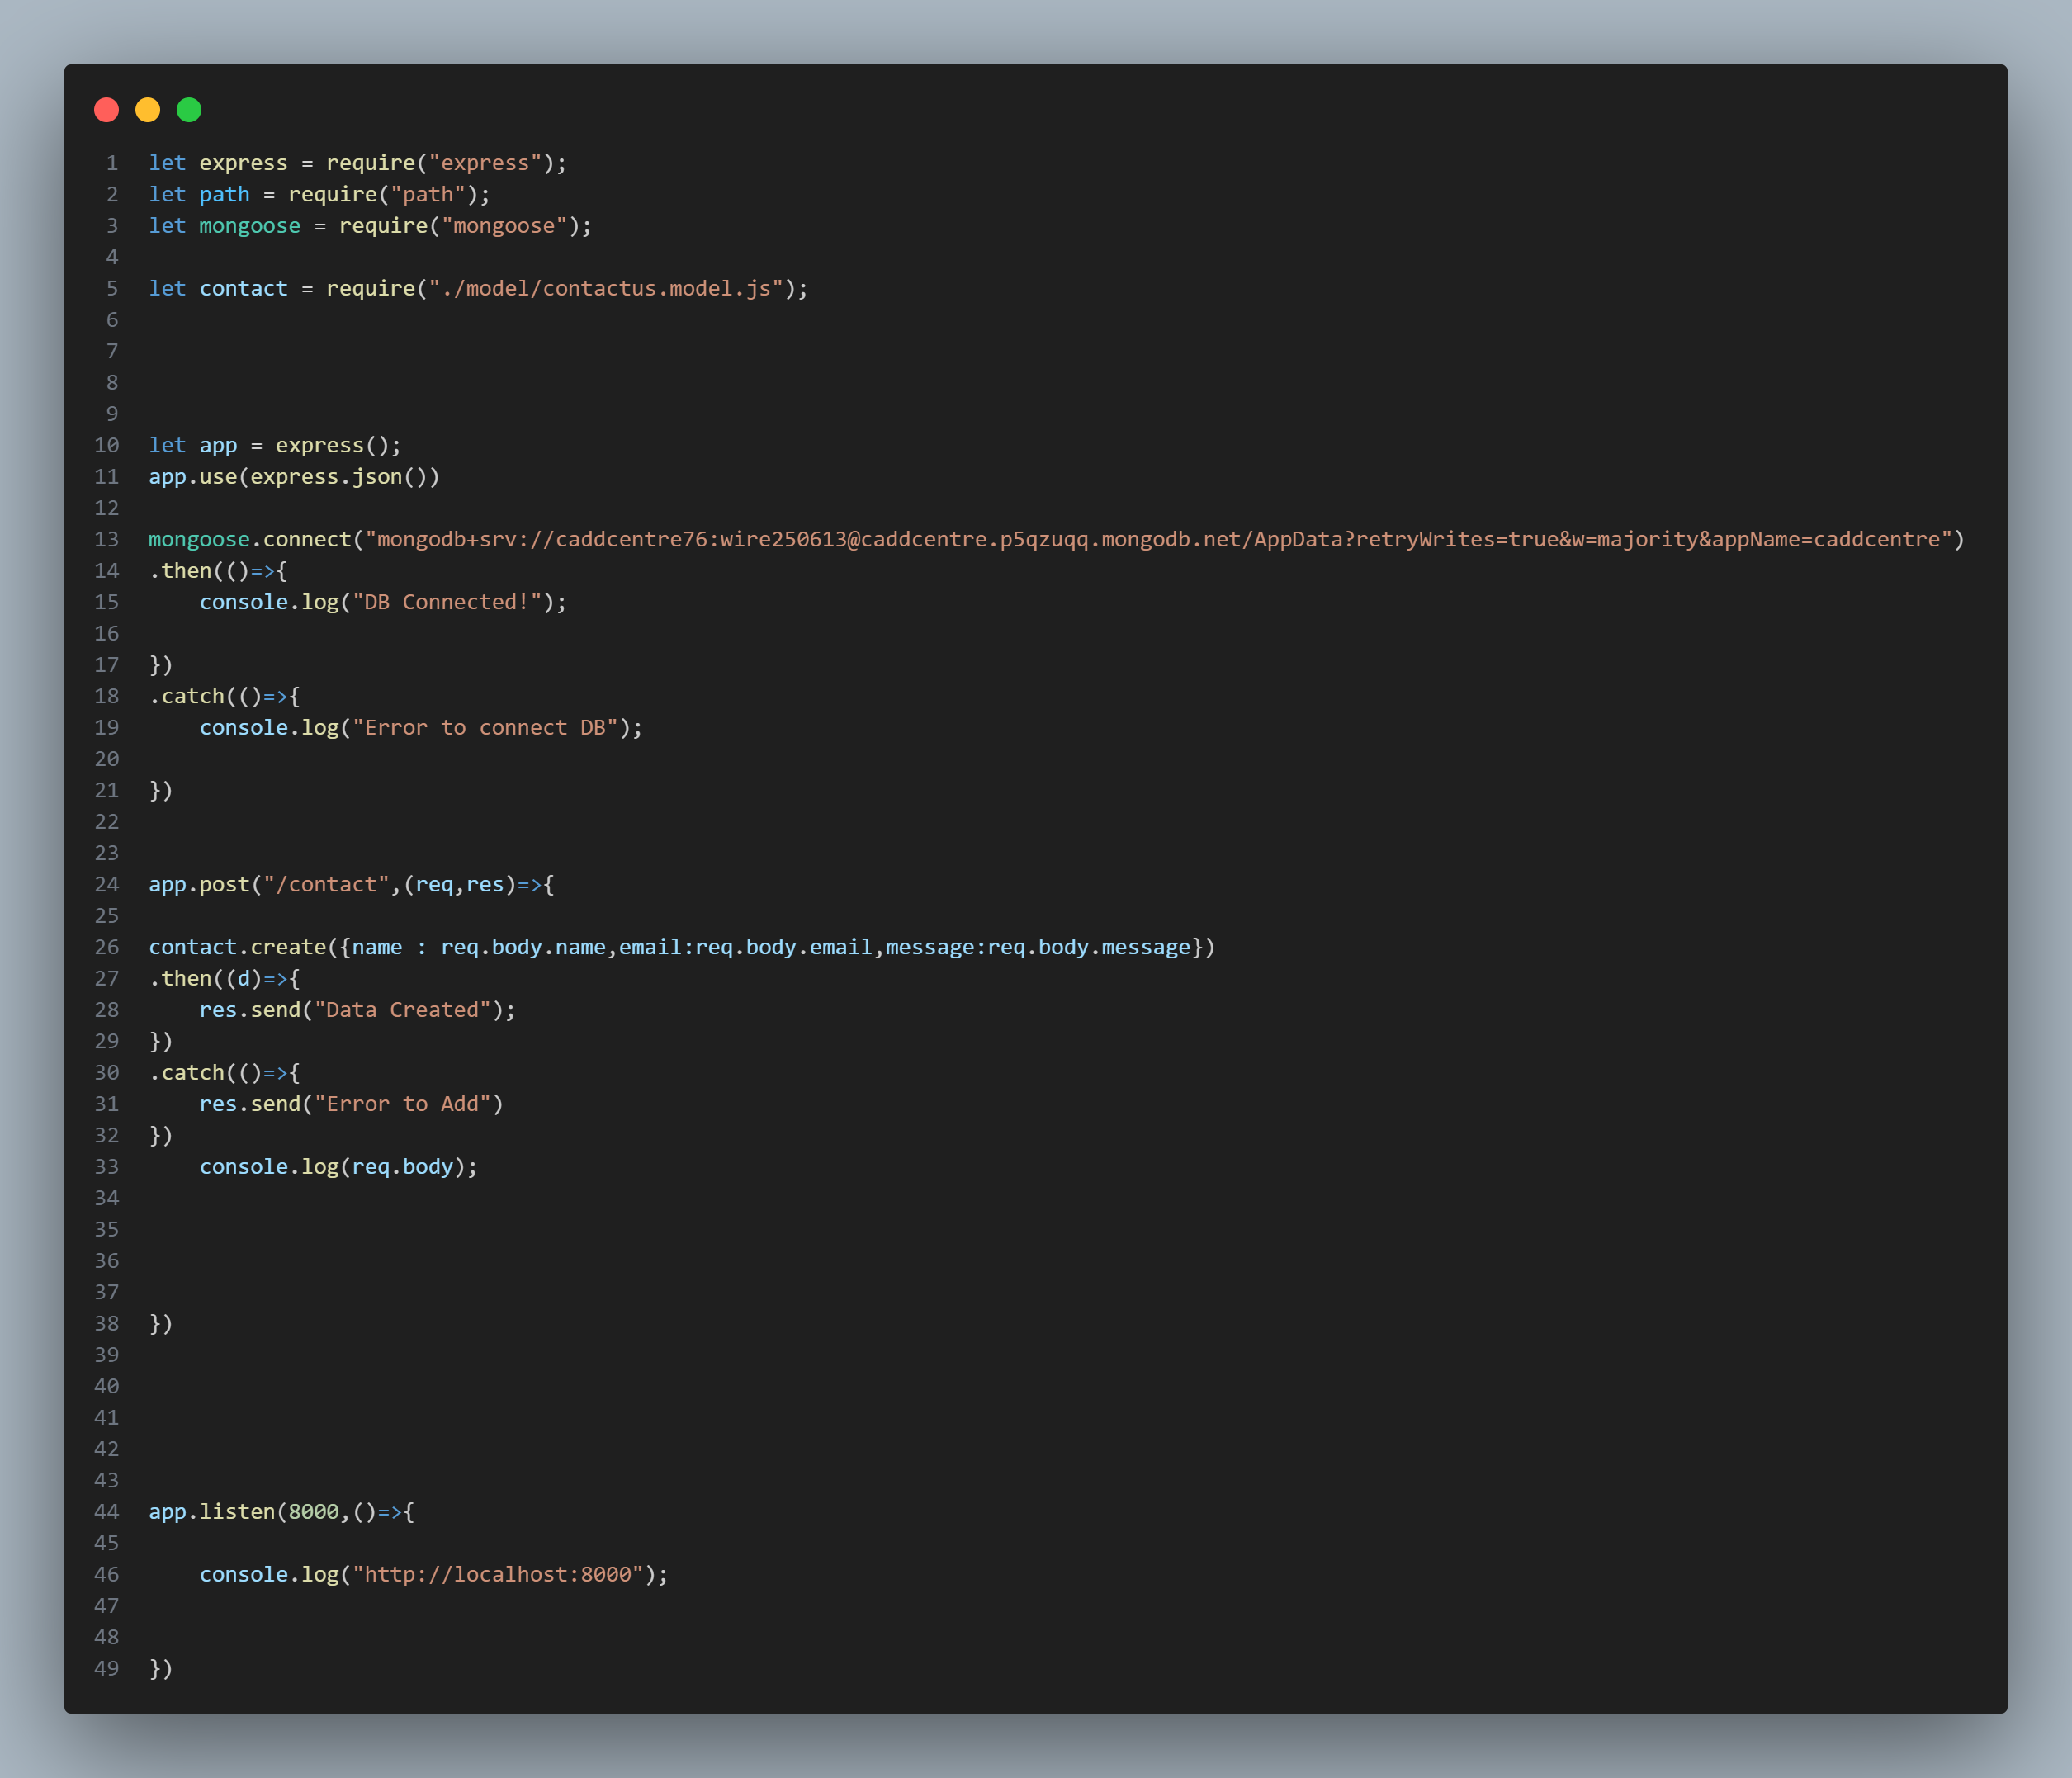 1 let express = require("express");
2 let path = require("path");
3 let mongoose = require("mongoose");
4
5 let contact = require("./model/contactus.model.js");
6
7
8
9
10 let app = express();
11 app.use(express.json())
12
13 mongoose.connect("mongodb+srv://caddcentre76:wire250613@caddcentre.p5qzuqq.mongodb.net/AppData?retryWrites=true&w=majority&appName=caddcentre")
14 .then(()=>{
15     console.log("DB Connected!");
16
17 })
18 .catch(()=>{
19     console.log("Error to connect DB");
20
21 })
22
23
24 app.post("/contact",(req,res)=>{
25
26 contact.create({name : req.body.name,email:req.body.email,message:req.body.message})
27 .then((d)=>{
28     res.send("Data Created");
29 })
30 .catch(()=>{
31     res.send("Error to Add")
32 })
33     console.log(req.body);
34
35
36
37
38 })
39
40
41
42
43
44 app.listen(8000,()=>{
45
46     console.log("http://localhost:8000");
47
48
49 })